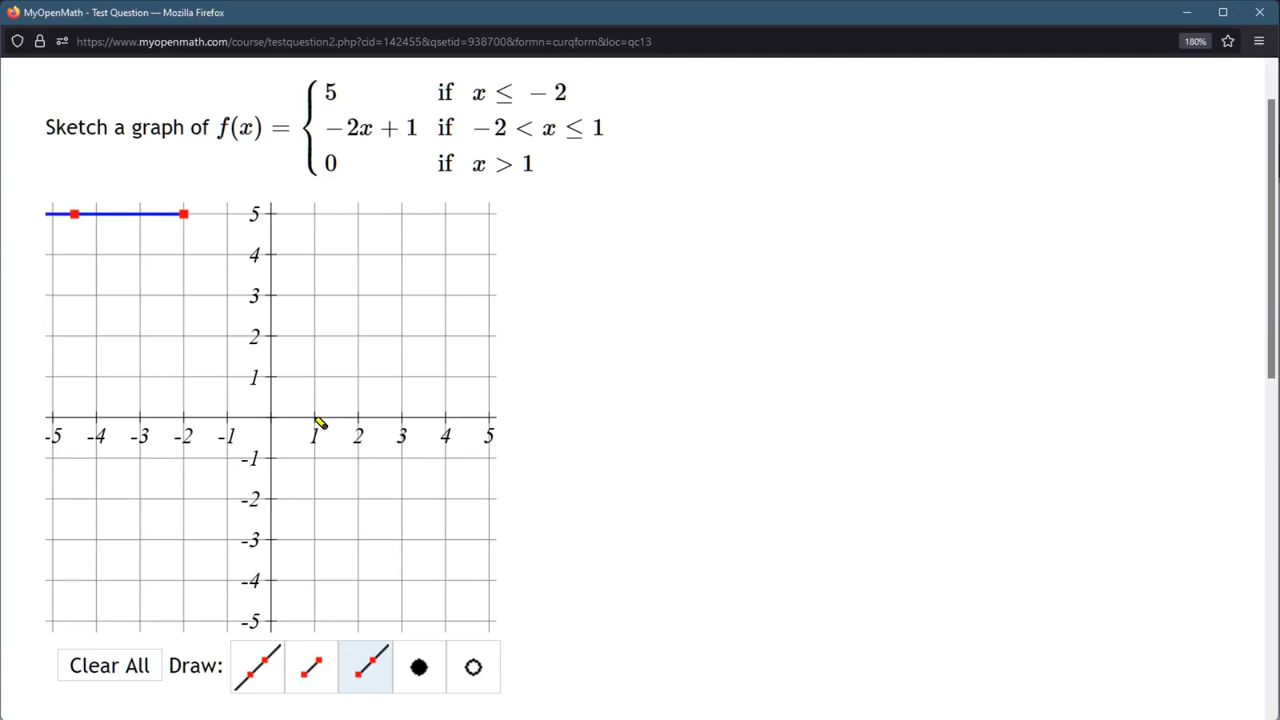 MyOpenMath - Test Question — Mozilla Firefox
https://www.myopenmath.com/course/testquestion2.php?cid=142455&qsetid=938700&formn=curqform&loc=qc13
180%
Sketch a graph of f(x) = { 5 if x ≤ −2
−2x + 1 if −2 < x ≤ 1
0 if x > 1
5
4
3
2
1
-5 -4 -3 -2 -1 1 2 3 4 5
-1
-2
-3
-4
-5
Clear All Draw: